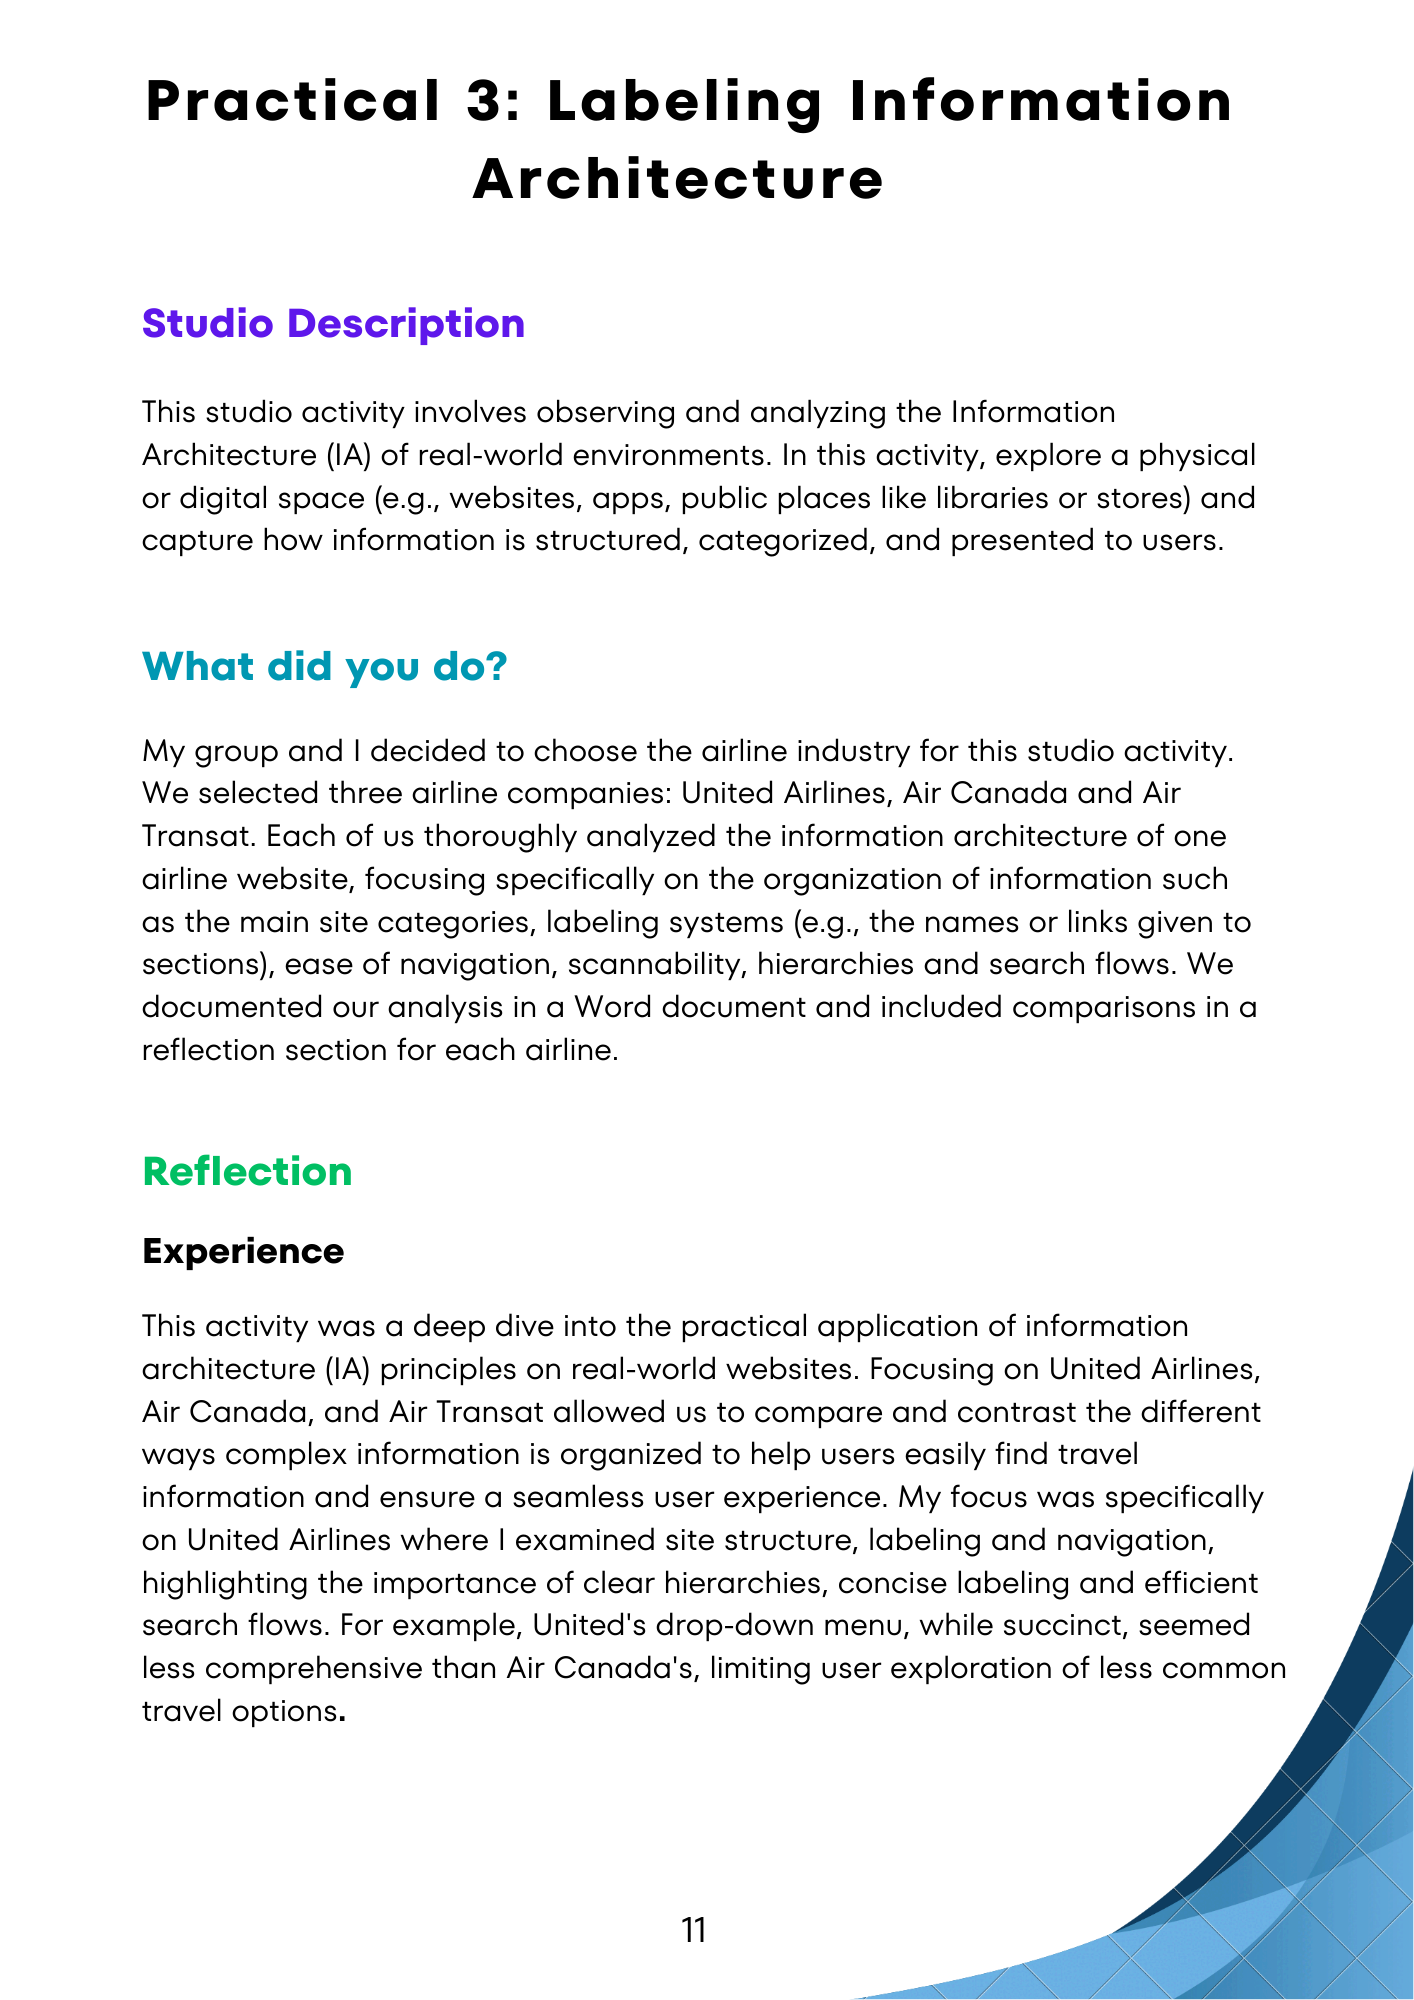 Practical 3: Labeling Information
Architecture
Studio Description
This studio activity involves observing and analyzing the Information
Architecture (IA) of real-world environments. In this activity, explore a physical
or digital space (e.g., websites, apps, public places like libraries or stores) and
capture how information is structured, categorized, and presented to users.
What did you do?
My group and I decided to choose the airline industry for this studio activity.
We selected three airline companies: United Airlines, Air Canada and Air
Transat. Each of us thoroughly analyzed the information architecture of one
airline website, focusing specifically on the organization of information such
as the main site categories, labeling systems (e.g., the names or links given to
sections), ease of navigation, scannability, hierarchies and search flows. We
documented our analysis in a Word document and included comparisons in a
reflection section for each airline.
Reflection
Experience
This activity was a deep dive into the practical application of information
architecture (IA) principles on real-world websites. Focusing on United Airlines,
Air Canada, and Air Transat allowed us to compare and contrast the different
ways complex information is organized to help users easily find travel
information and ensure a seamless user experience. My focus was specifically
on United Airlines where I examined site structure, labeling and navigation,
highlighting the importance of clear hierarchies, concise labeling and efficient
search flows. For example, United's drop-down menu, while succinct, seemed
less comprehensive than Air Canada's, limiting user exploration of less common
travel options.
11